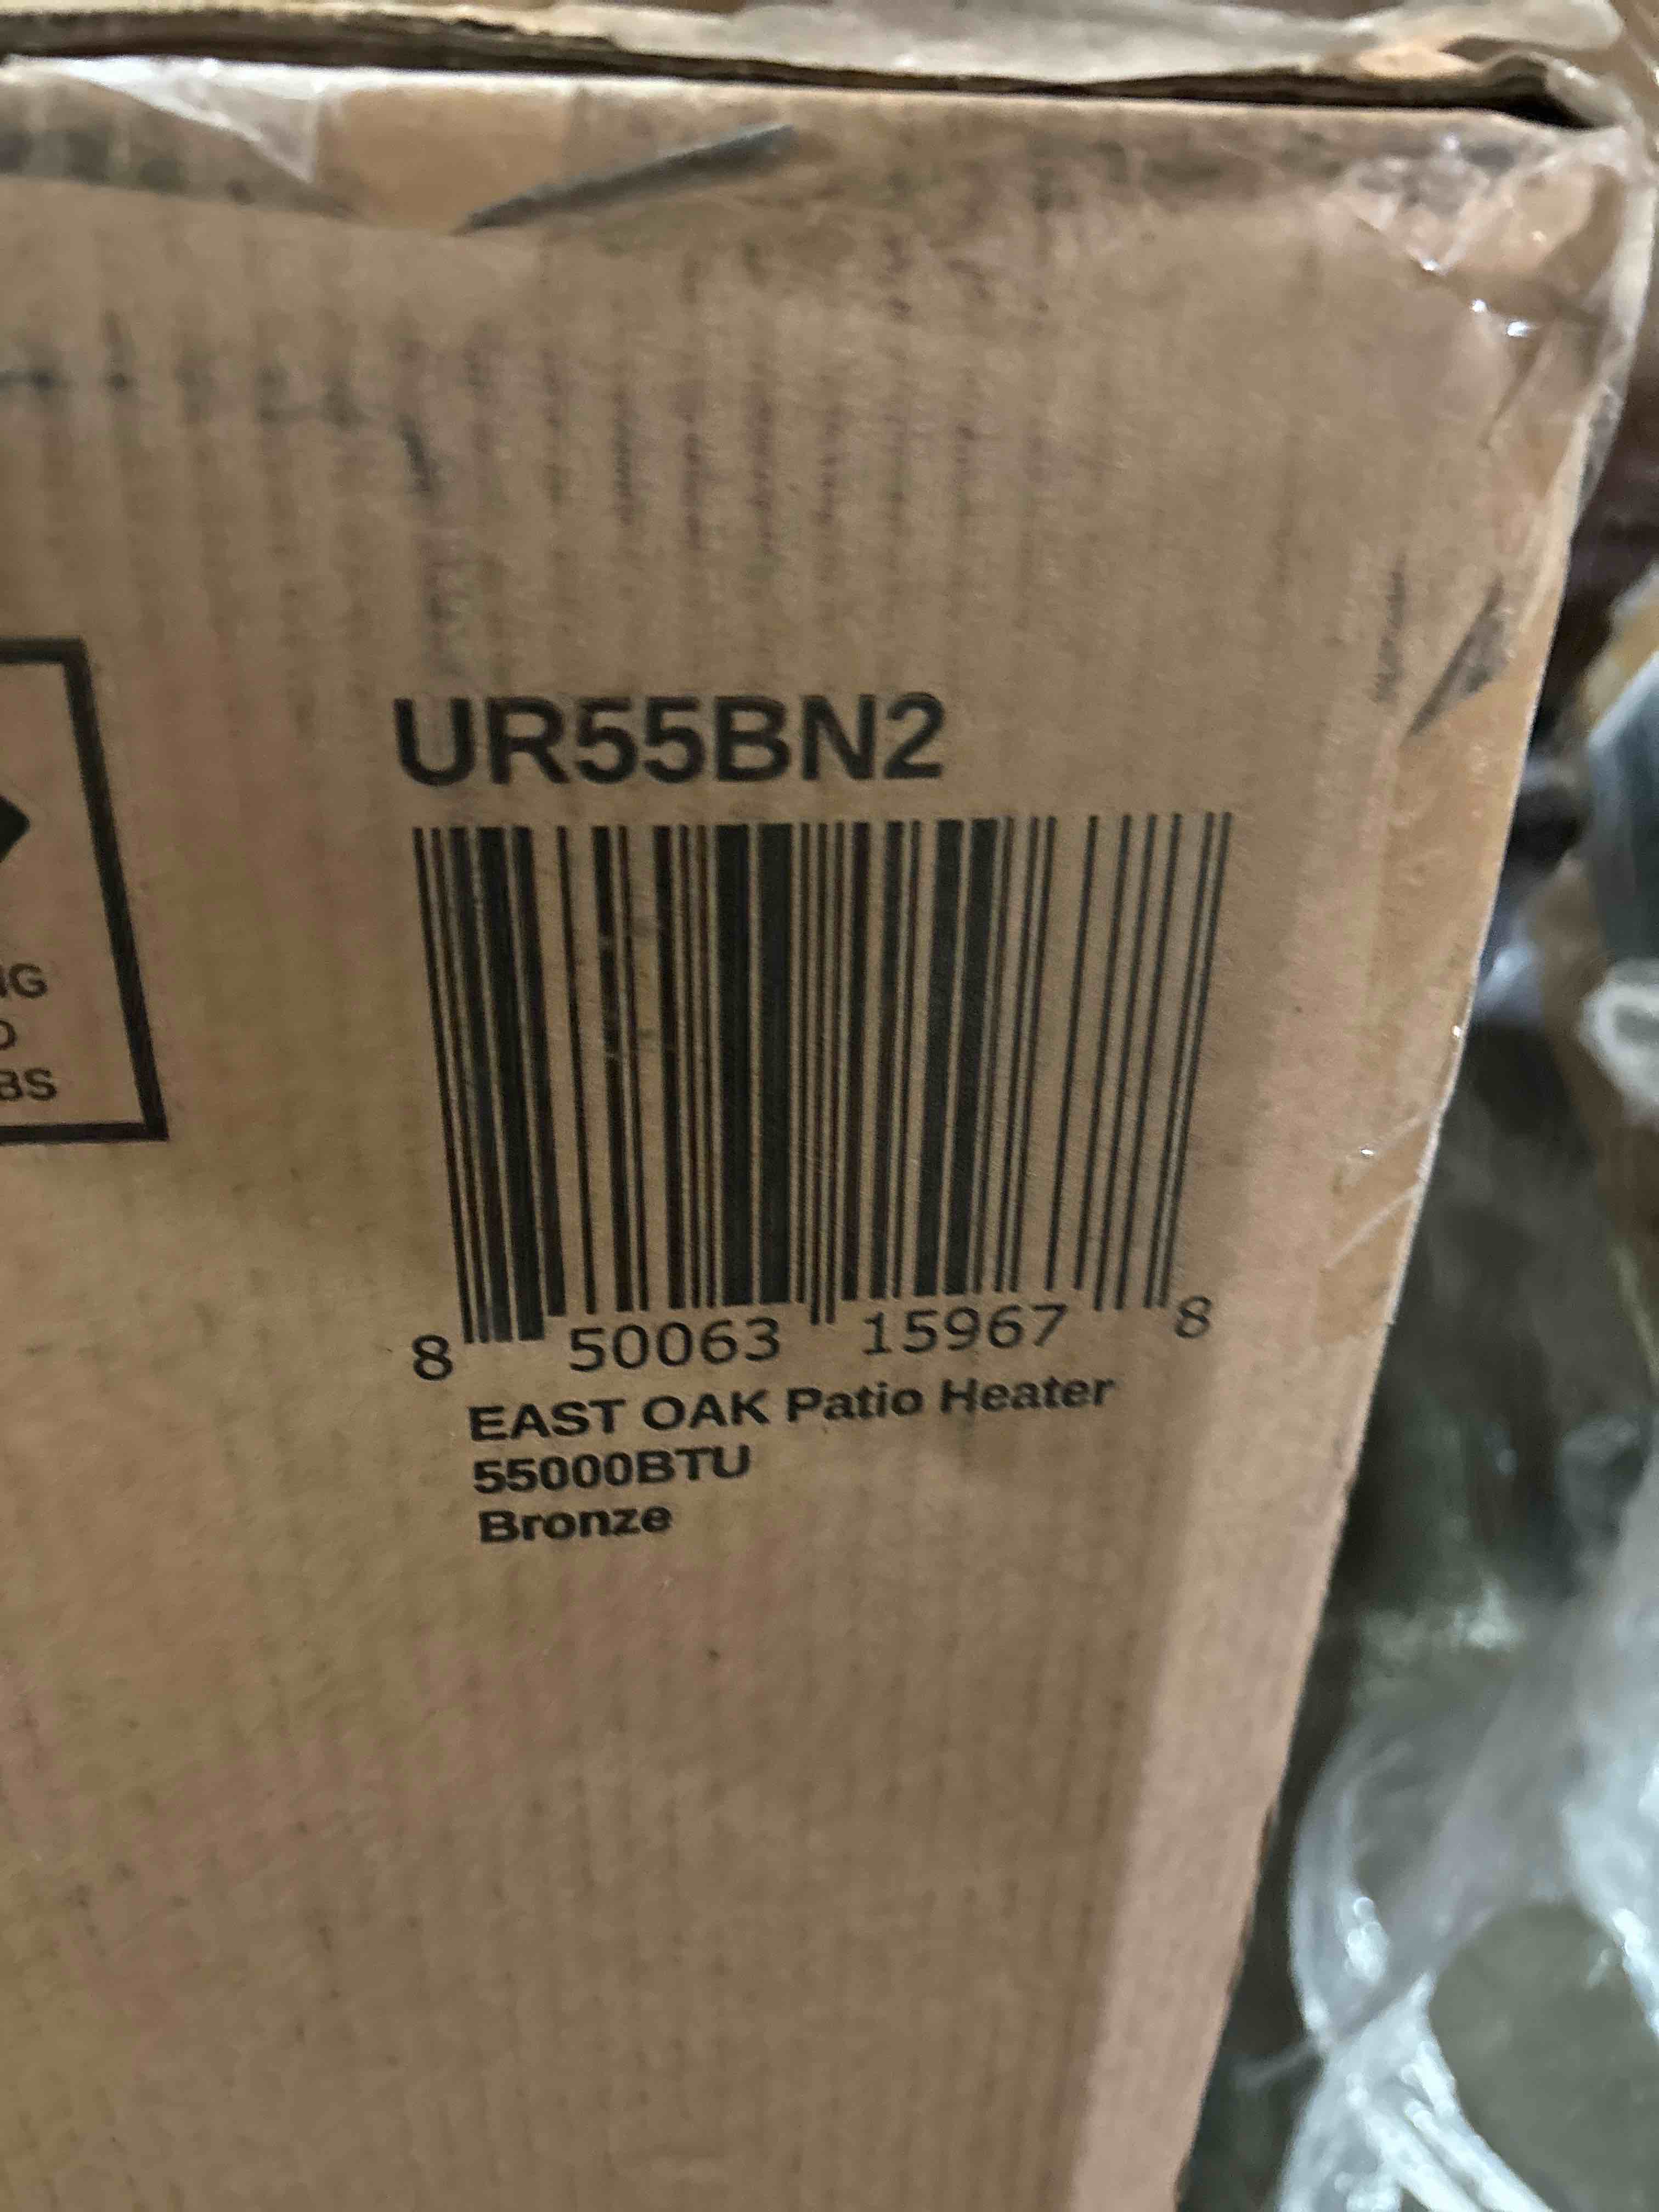 UR55BN2
8 50063 15967 8
EAST OAK Patio Heater
55000BTU
Bronze